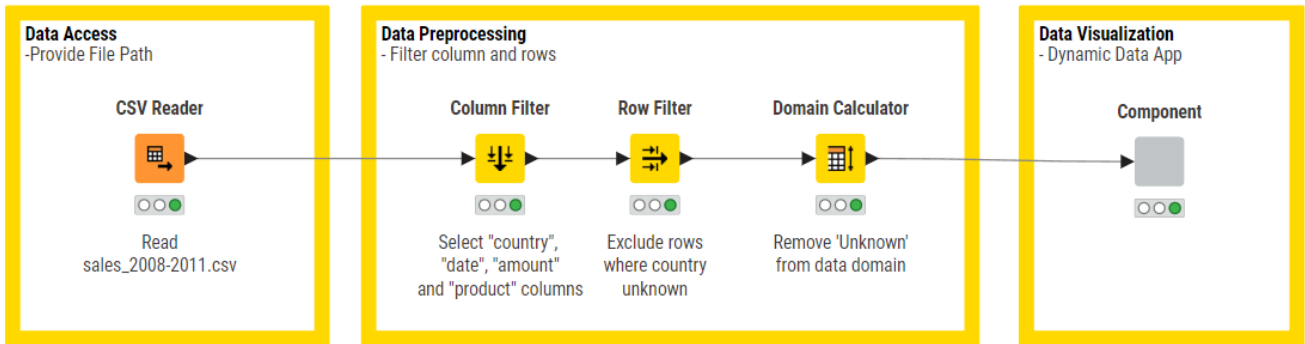 Data Access
-Provide File Path
CSV Reader
Read
sales_2008-2011.csv
Data Preprocessing
- Filter column and rows
Column Filter
Select "country",
"date", "amount"
and "product" columns
Row Filter
Exclude rows
where country
unknown
Domain Calculator
Remove 'Unknown'
from data domain
Data Visualization
- Dynamic Data App
Component